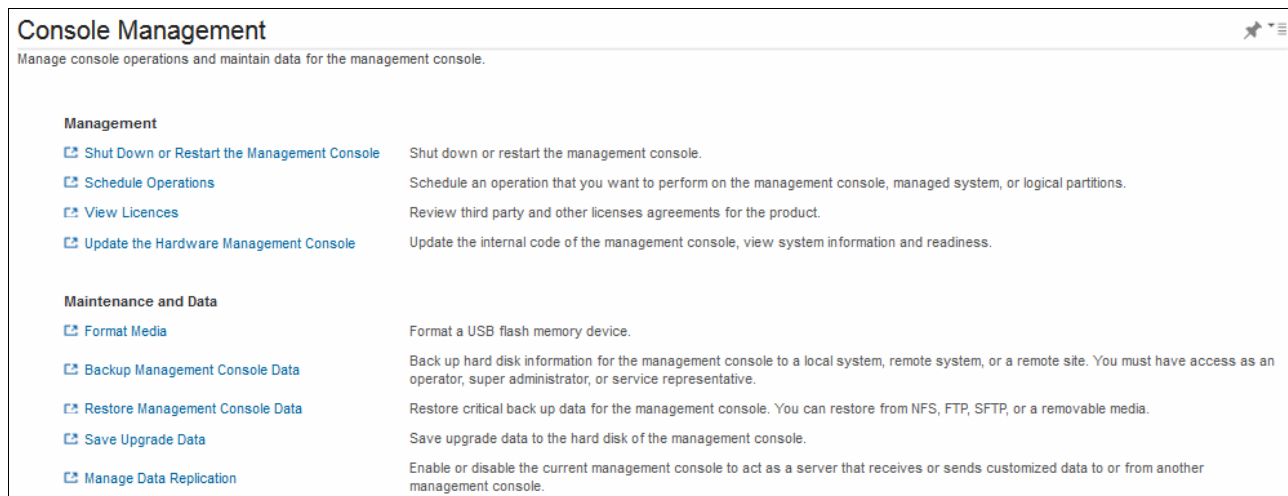 Console Management
Manage console operations and maintain data for the management console.
Management
Shut Down or Restart the Management Console Shut down or restart the management console.
Schedule Operations Schedule an operation that you want to perform on the management console, managed system, or logical partitions.
View Licences Review third party and other licenses agreements for the product.
Update the Hardware Management Console Update the internal code of the management console, view system information and readiness.
Maintenance and Data
Format Media Format a USB flash memory device.
Backup Management Console Data Back up hard disk information for the management console to a local system, remote system, or a remote site. You must have access as an
operator, super administrator, or service representative.
Restore Management Console Data Restore critical back up data for the management console. You can restore from NFS, FTP, SFTP, or a removable media.
Save Upgrade Data Save upgrade data to the hard disk of the management console.
Manage Data Replication Enable or disable the current management console to act as a server that receives or sends customized data to or from another
management console.